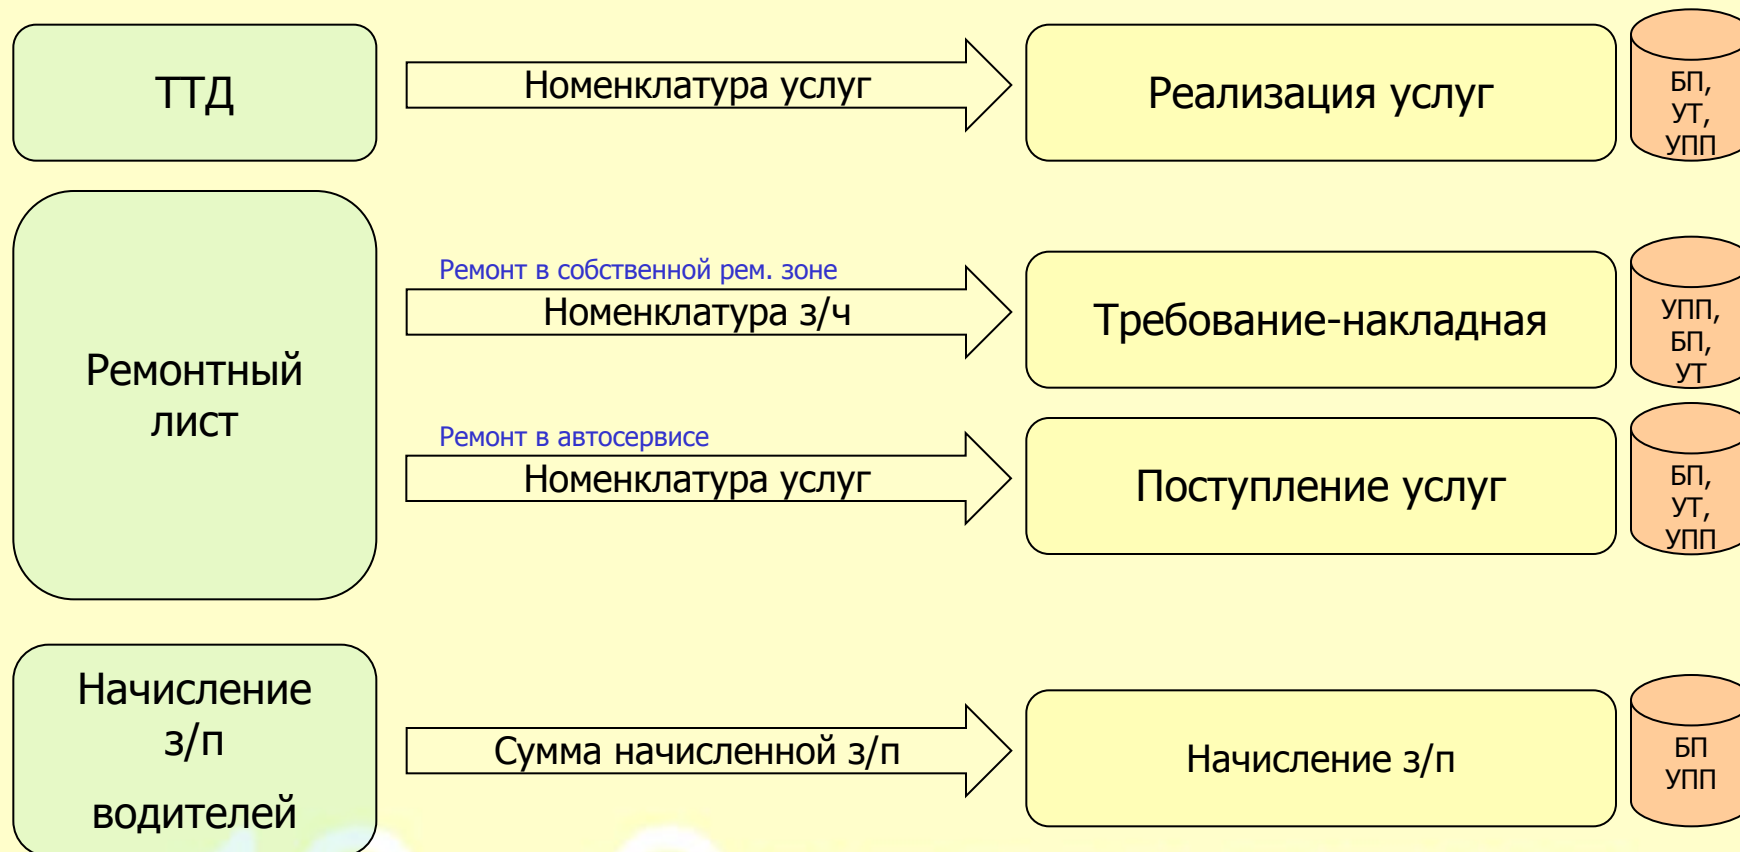 ТТД
Номенклатура услуг
Реализация услуг
БП,
УТ,
УПП
Ремонтный
лист
Ремонт в собственной рем. зоне
Номенклатура з/ч
Требование-накладная
УПП,
БП,
УТ
Ремонт в автосервисе
Номенклатура услуг
Поступление услуг
БП,
УТ,
УПП
Начисление
з/п
водителей
Сумма начисленной з/п
Начисление з/п
БП
УПП